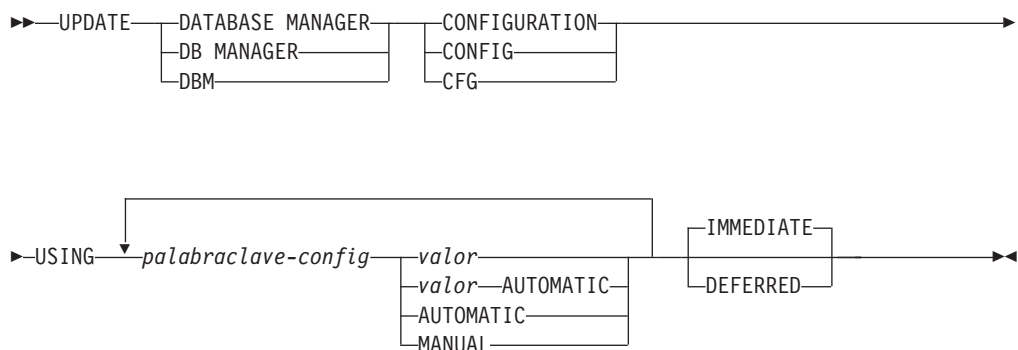 UPDATE DATABASE MANAGER CONFIGURATION
DB MANAGER CONFIG
DBM CFG
IMMEDIATE
USING palabraclave-config valor
valor AUTOMATIC DEFERRED
AUTOMATIC
MANUAL